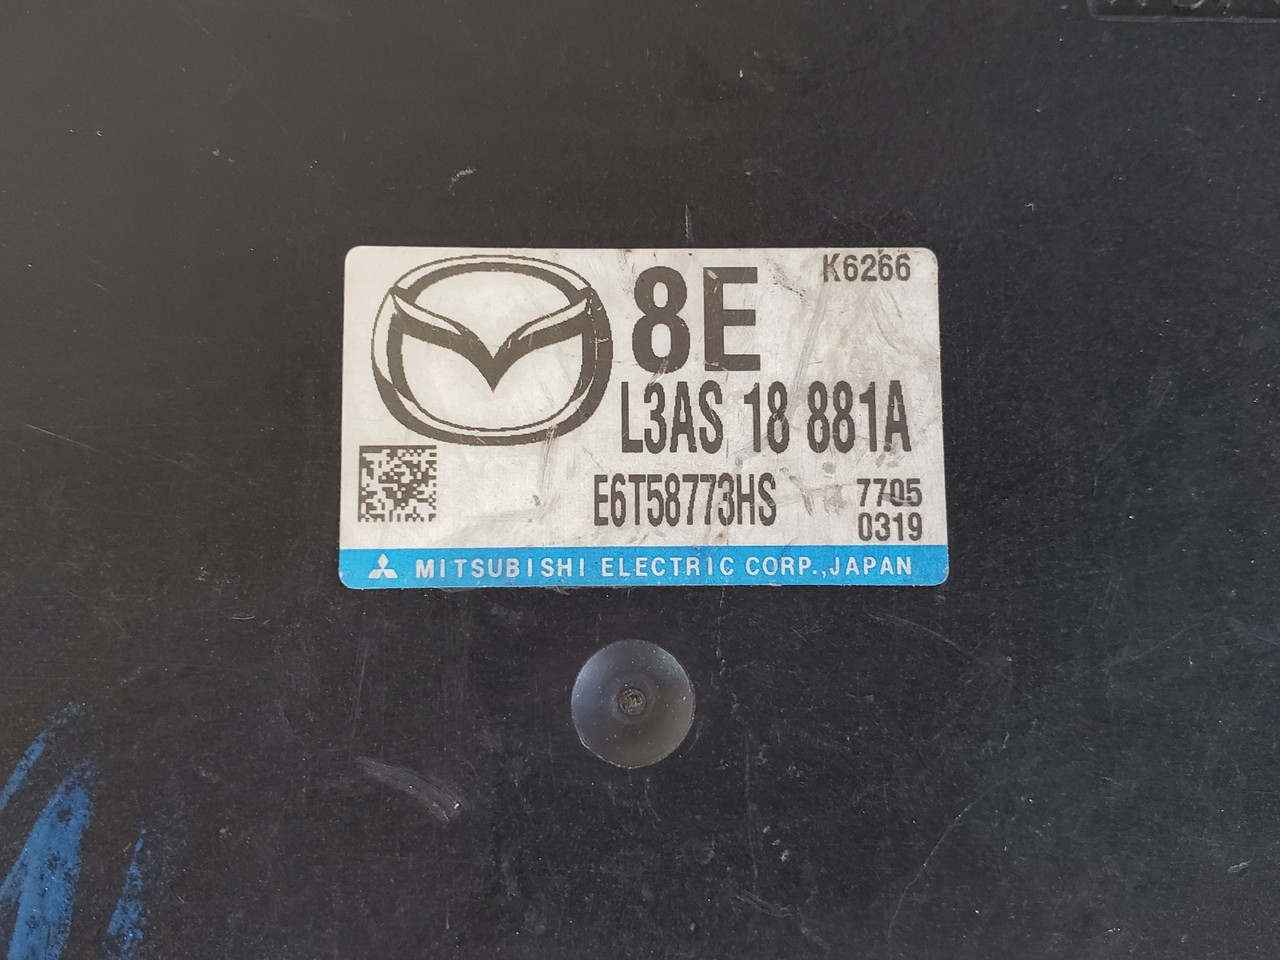 8E
K6266
L3AS 18 881A
E6T58773HS
7705
0319
MITSUBISHI ELECTRIC CORP.,JAPAN